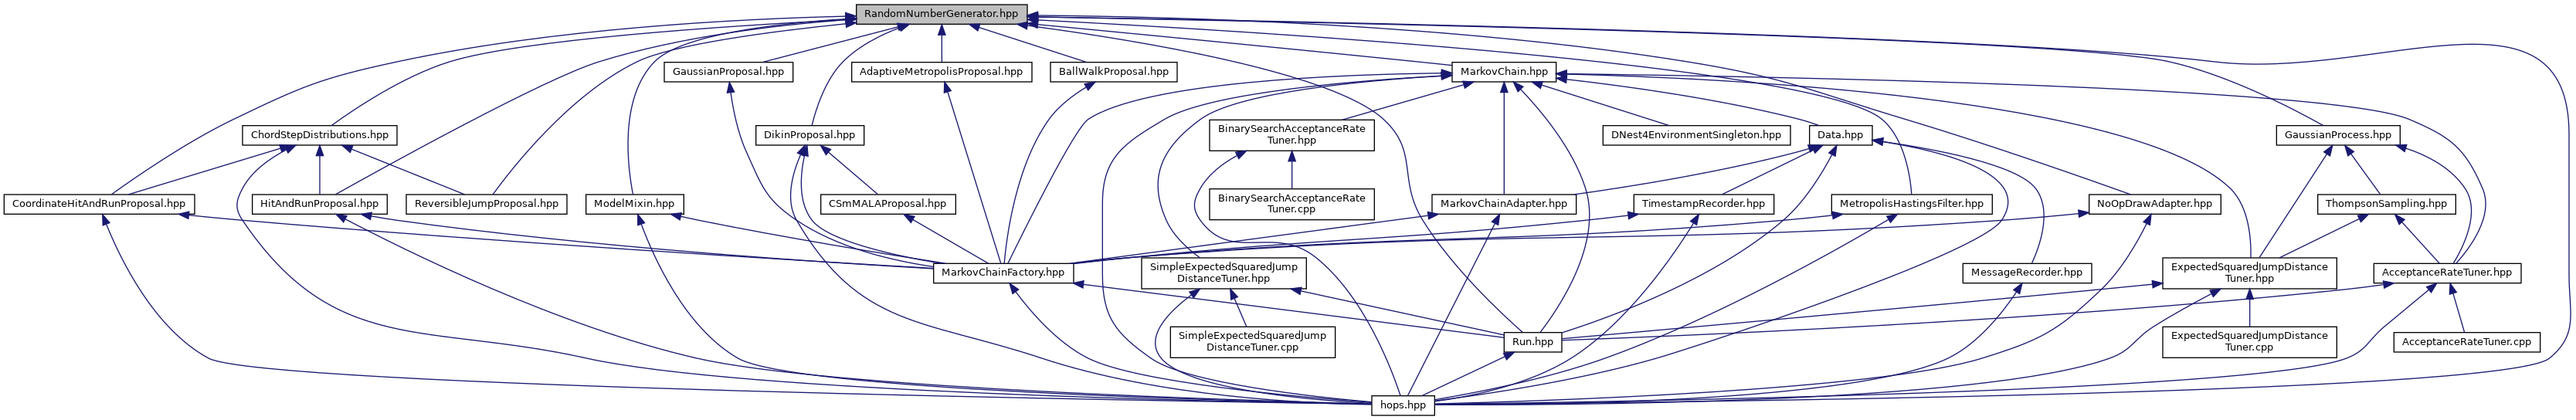 RandomNumberGenerator.hpp
GaussianProposal.hpp
AdaptiveMetropolisProposal.hpp
BallWalkProposal.hpp
MarkovChain.hpp
ChordStepDistributions.hpp
DikinProposal.hpp
BinarySearchAcceptanceRate
Tuner.hpp
DNest4EnvironmentSingleton.hpp
Data.hpp
GaussianProcess.hpp
CoordinateHitAndRunProposal.hpp
HitAndRunProposal.hpp
ReversibleJumpProposal.hpp
ModelMixin.hpp
CSmMALAProposal.hpp
BinarySearchAcceptanceRate
Tuner.cpp
MarkovChainAdapter.hpp
TimestampRecorder.hpp
MetropolisHastingsFilter.hpp
NoOpDrawAdapter.hpp
ThompsonSampling.hpp
MarkovChainFactory.hpp
SimpleExpectedSquaredJump
DistanceTuner.hpp
MessageRecorder.hpp
ExpectedSquaredJumpDistance
Tuner.hpp
AcceptanceRateTuner.hpp
SimpleExpectedSquaredJump
DistanceTuner.cpp
Run.hpp
ExpectedSquaredJumpDistance
Tuner.cpp
AcceptanceRateTuner.cpp
hops.hpp